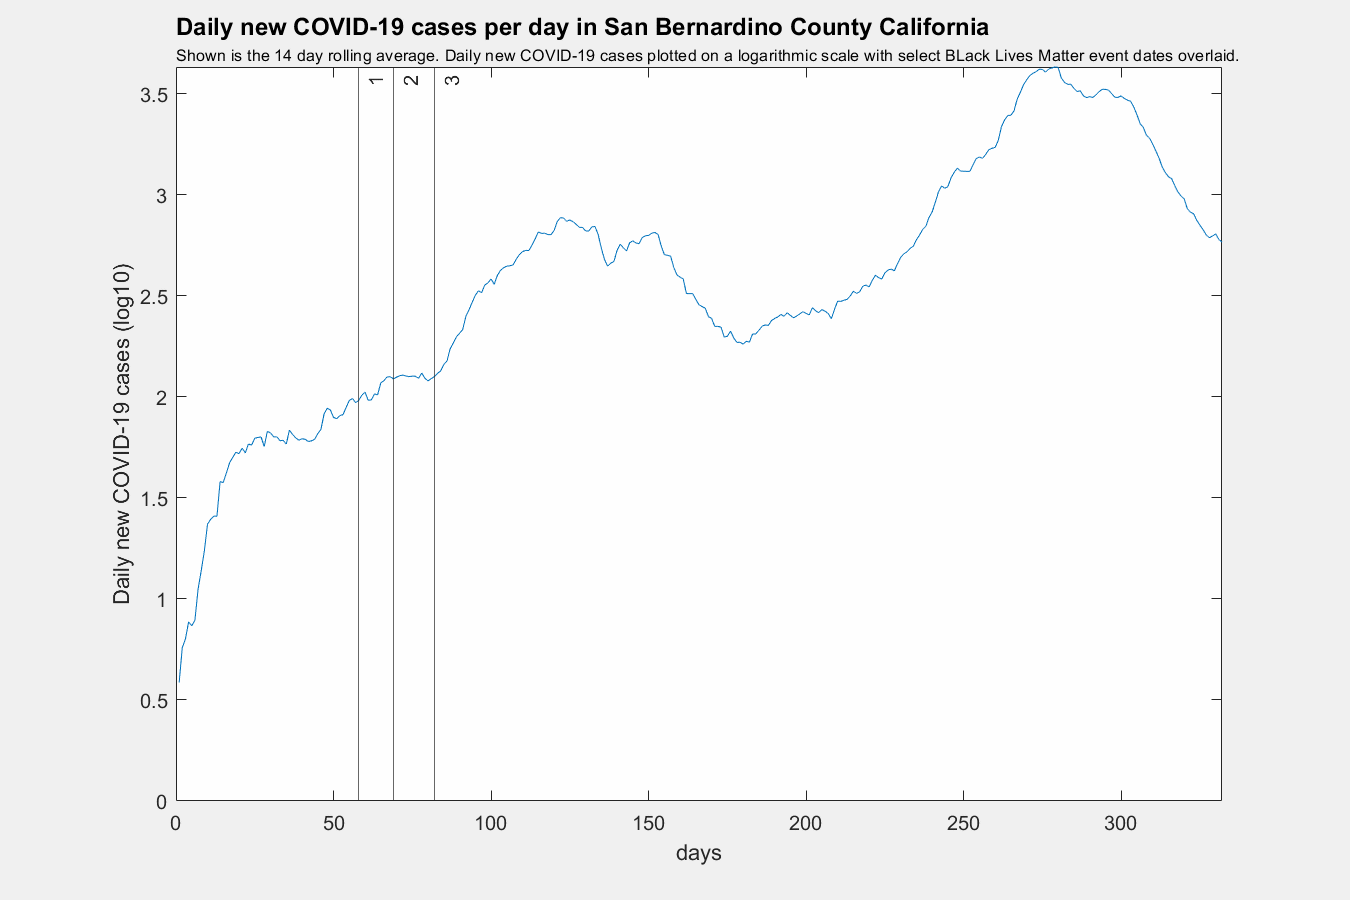 Daily new COVID-19 cases per day in San Bernardino County California
Shown is the 14 day rolling average. Daily new COVID-19 cases plotted on a logarithmic scale with select BLack Lives Matter event dates overlaid.
1 2 3
3.5
3
2.5
2
1.5
1
0.5
0
Daily new COVID-19 cases (log10)
0 50 100 150 200 250 300
days